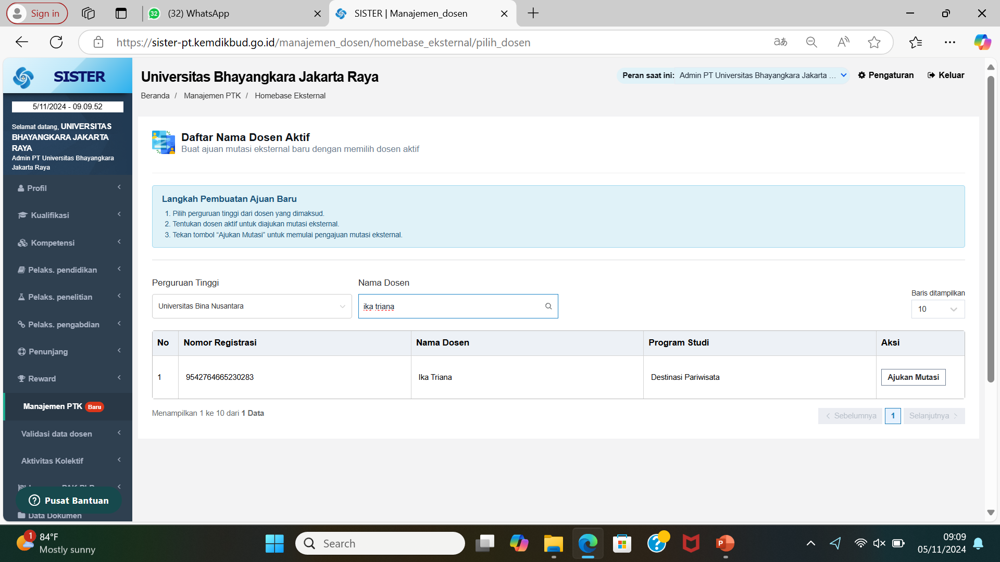 Sign in
32
(32) WhatsApp
SISTER | Manajemen_dosen
https://sister-pt.kemdikbud.go.id/manajemen_dosen/homebase_eksternal/pilih_dosen
SISTER
5/11/2024 - 09.09.52
Selamat datang, UNIVERSITAS
BHAYANGKARA JAKARTA
RAYA
Admin PT Universitas Bhayangkara
Jakarta Raya
Profil
Kualifikasi
Kompetensi
Pelaks. pendidikan
Pelaks. penelitian
Pelaks. pengabdian
Penunjang
Reward
Manajemen PTK Baru
Validasi data dosen
Aktivitas Kolektif
Pusat Bantuan
Data Dokumen
Universitas Bhayangkara Jakarta Raya
Peran saat ini: Admin PT Universitas Bhayangkara Jakarta ...
Pengaturan
Keluar
Beranda / Manajemen PTK / Homebase Eksternal
Daftar Nama Dosen Aktif
Buat ajuan mutasi eksternal baru dengan memilih dosen aktif
Langkah Pembuatan Ajuan Baru
1. Pilih perguruan tinggi dari dosen yang dimaksud.
2. Tentukan dosen aktif untuk diajukan mutasi eksternal.
3. Tekan tombol “Ajukan Mutasi” untuk memulai pengajuan mutasi eksternal.
Perguruan Tinggi
Nama Dosen
Baris ditampilkan
Universitas Bina Nusantara
ika triana
10
No Nomor Registrasi Nama Dosen Program Studi Aksi
1 9542764665230283 Ika Triana Destinasi Pariwisata Ajukan Mutasi
Menampilkan 1 ke 10 dari 1 Data
Sebelumnya 1 Selanjutnya
1
84°F
Mostly sunny
Search
09:09
05/11/2024